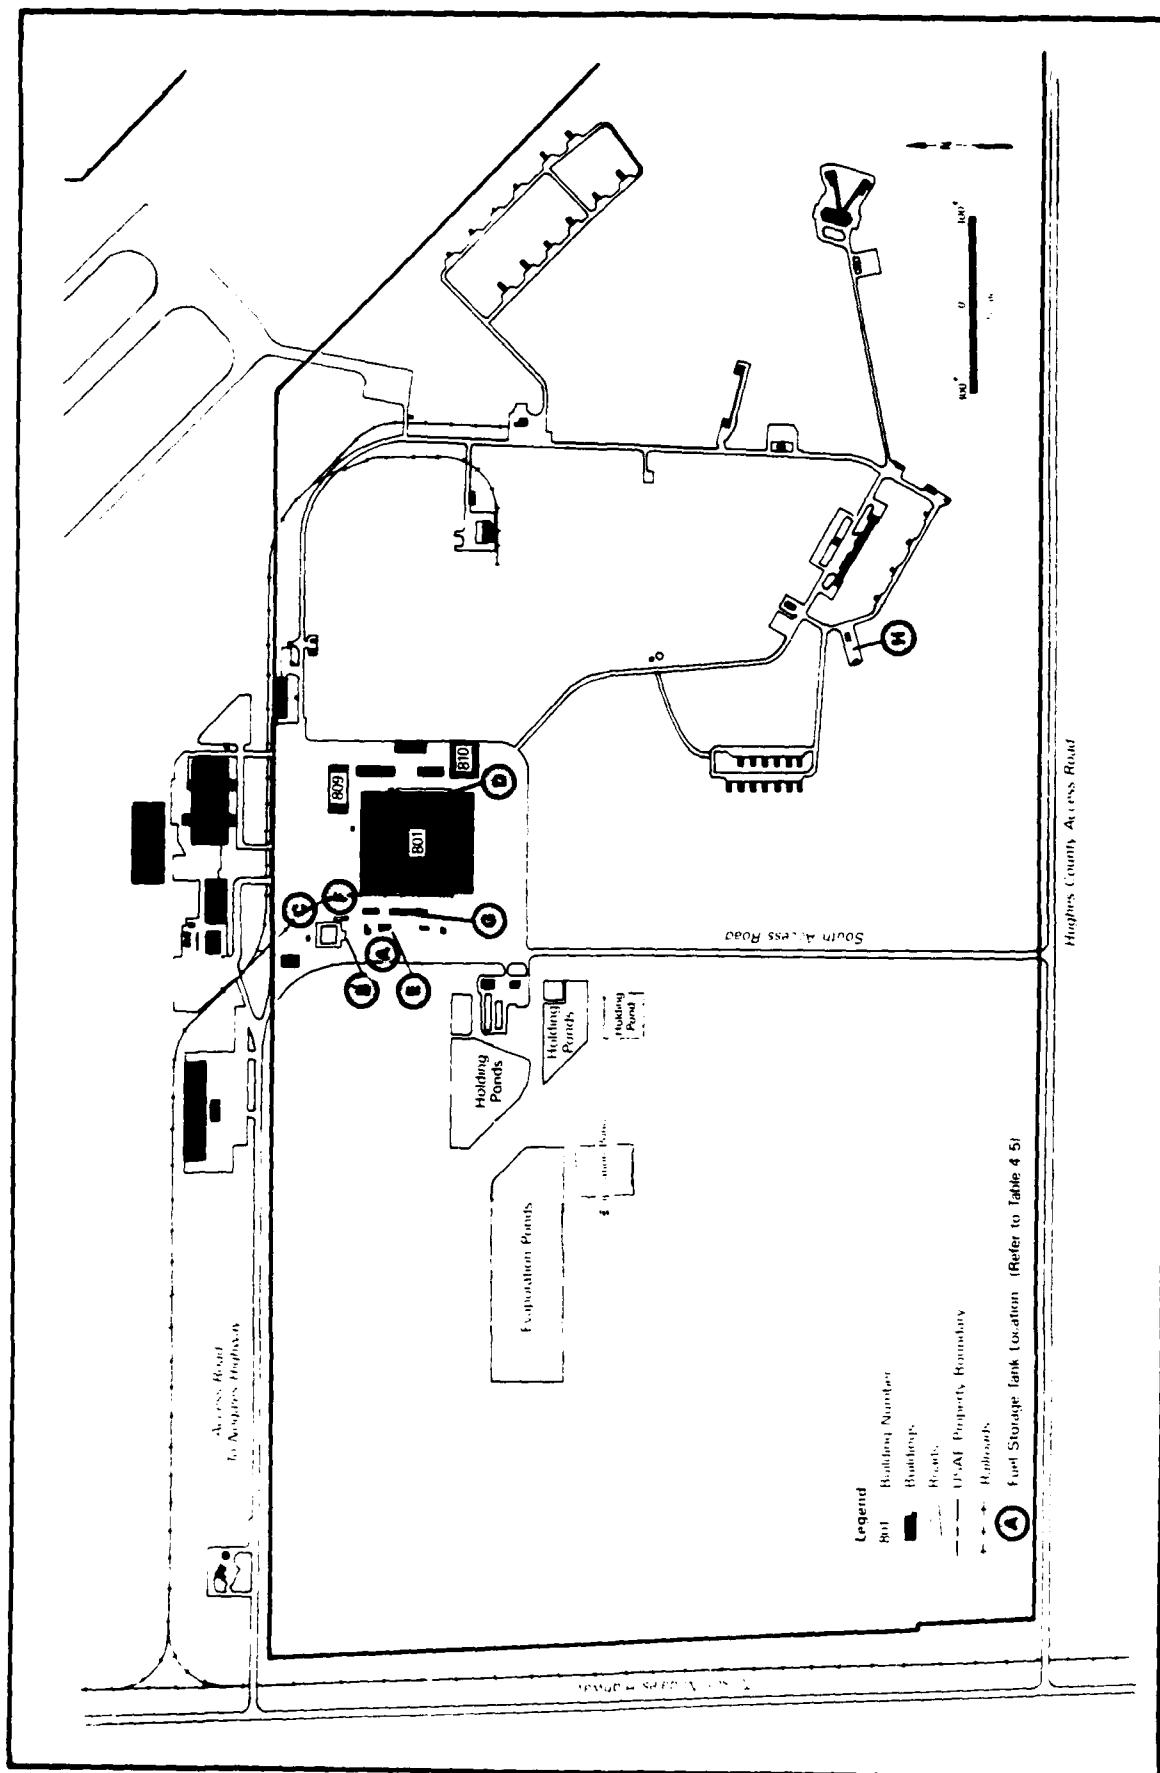 Access Road
To Nogales Highway
C
F
B
A
E
G
809
801
810
D
Holding
Ponds
Holding
Ponds
Holding
Pond
Evaporation Ponds
South Access Road
H
Hughes County Access Road
N
0
Legend
801 Building Number
Buildings
Roads
USAF Property Boundary
Railroads
A Fuel Storage Tank Location (Refer to Table 4.5)